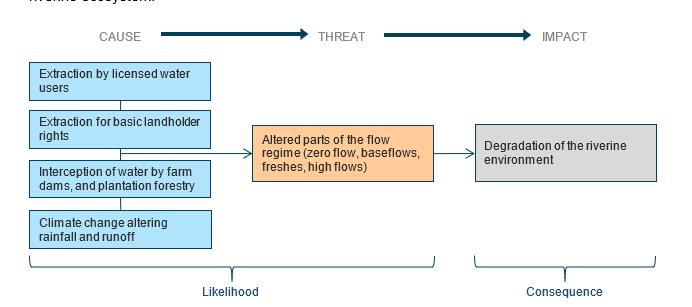 riverine ecosystem.
CAUSE THREAT IMPACT
Extraction by licensed water
users
Extraction for basic landholder
rights
Interception of water by farm
dams, and plantation forestry
Climate change altering
rainfall and runoff
Altered parts of the flow
regime (zero flow, baseflows,
freshes, high flows)
Degradation of the riverine
environment
Likelihood
Consequence